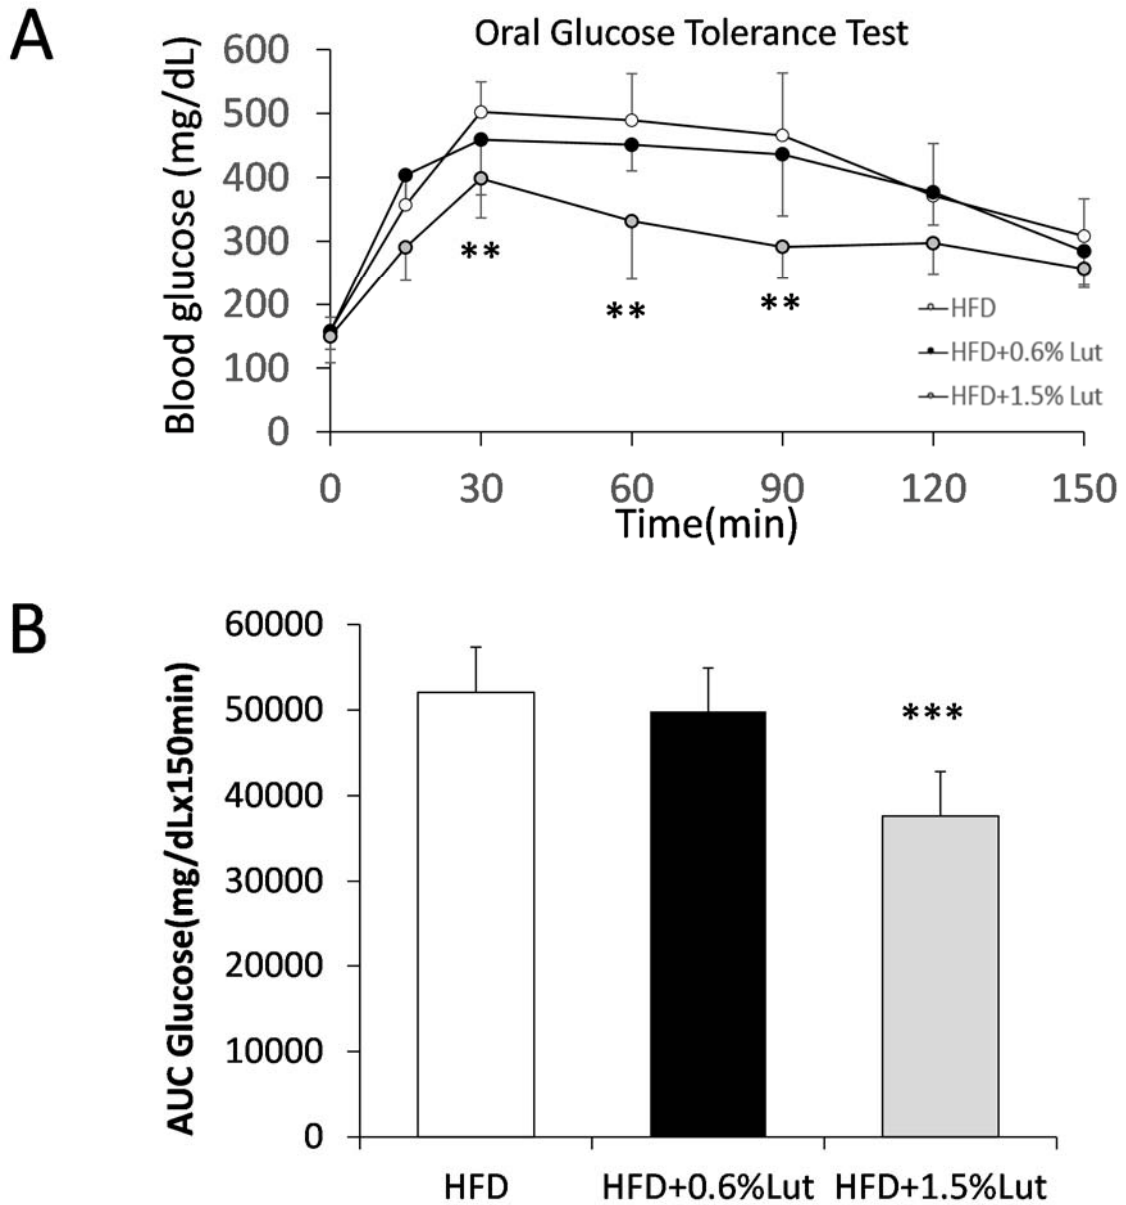 A
Oral Glucose Tolerance Test
Blood glucose (mg/dL)
600
500
400
300
200
100
0
**
**
**
HFD
HFD+0.6% Lut
HFD+1.5% Lut
0 30 60 90 120 150
Time(min)
B
AUC Glucose(mg/dLx150min)
60000
50000
40000
30000
20000
10000
0
***
HFD HFD+0.6%Lut HFD+1.5%Lut